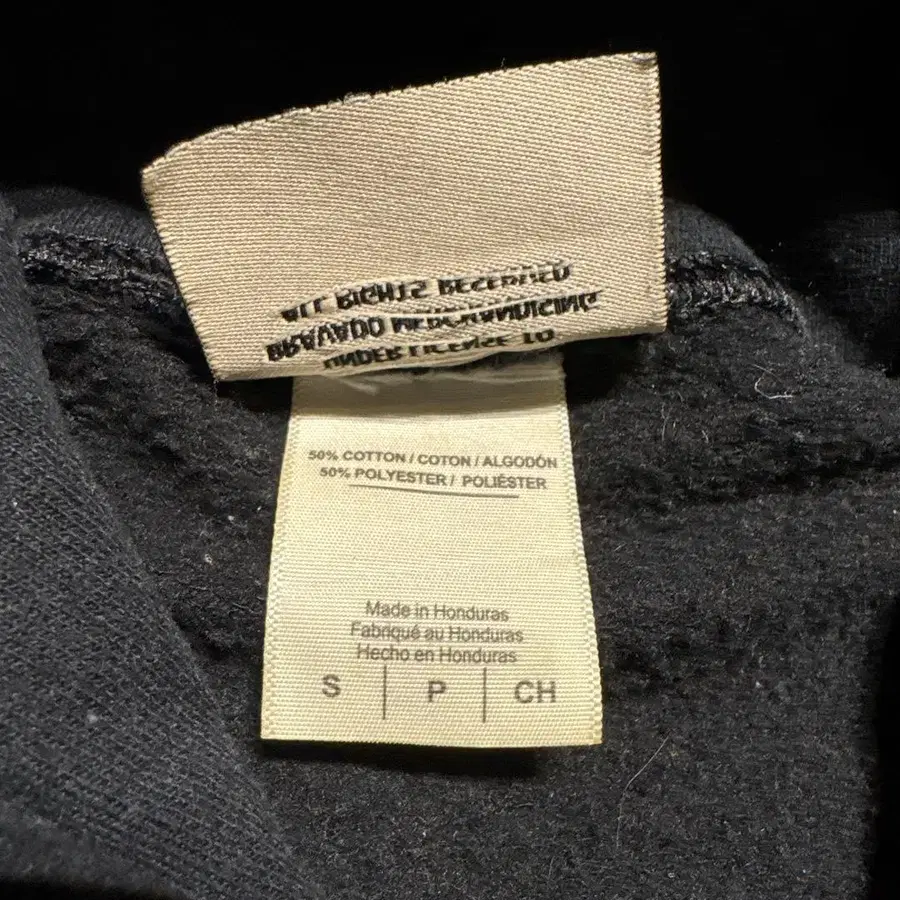 UNDER LICENSE TO
BRAVADO MERCHANDISING
ALL RIGHTS RESERVED
50% COTTON / COTON / ALGODÓN
50% POLYESTER / POLIÉSTER
Made in Honduras
Fabriqué au Honduras
Hecho en Honduras
S | P | CH